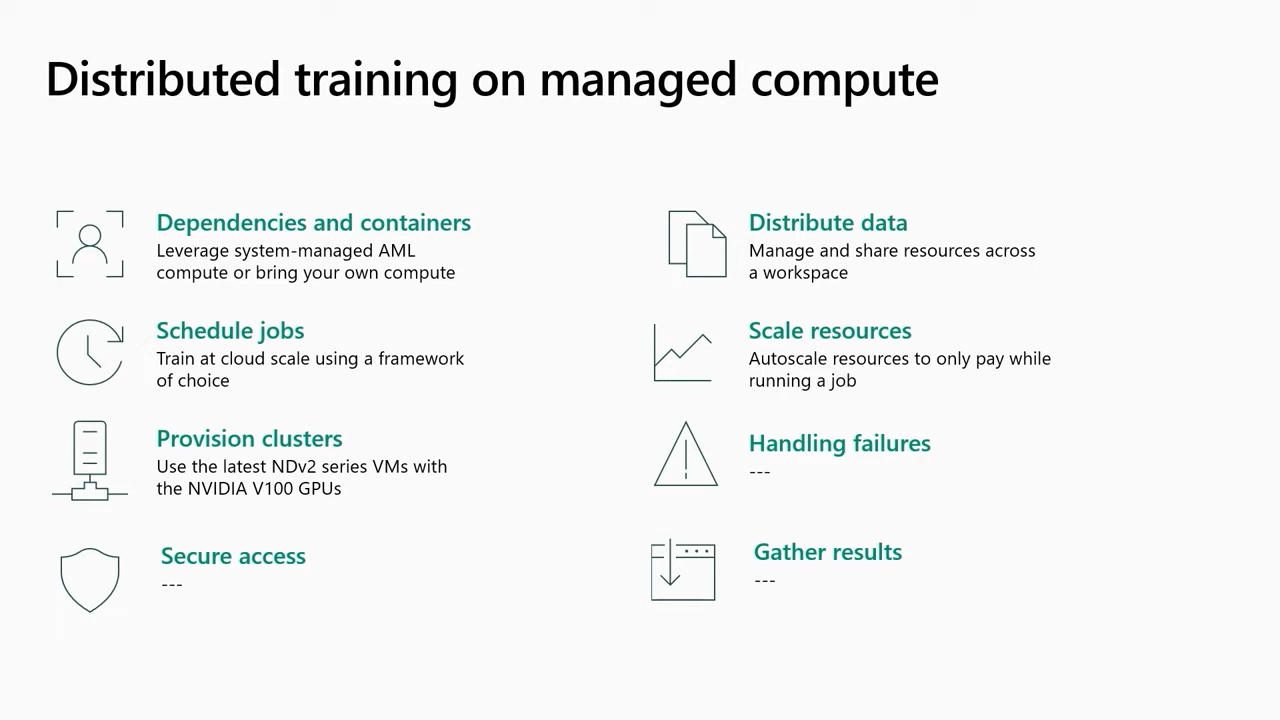 Distributed training on managed compute
Dependencies and containers
Leverage system-managed AML
compute or bring your own compute
Schedule jobs
Train at cloud scale using a framework
of choice
Provision clusters
Use the latest NDv2 series VMs with
the NVIDIA V100 GPUs
Secure access
---
Distribute data
Manage and share resources across
a workspace
Scale resources
Autoscale resources to only pay while
running a job
Handling failures
---
Gather results
---